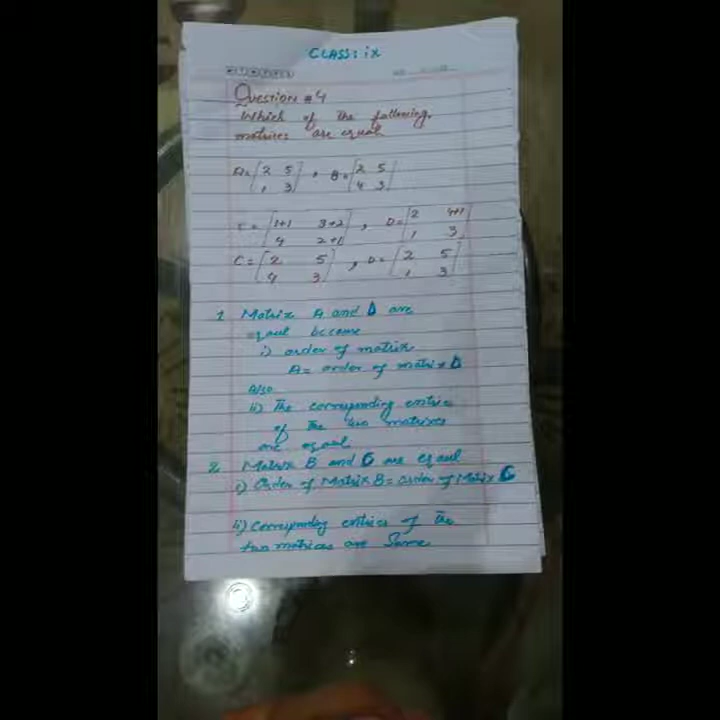 CLASS: ix
Question # 4
Which of the following
matrices are equal
A = [2 5 , B = [2 5
1 3] 4 3]
C = [1+1 3+2 , D = [2 4+1
4 2+1] 1 3]
C = [2 5 , D = [2 5
4 3] 1 3]
1 Matrix A and D are
equal because
i) order of matrix
A = order of matrix D
Also
ii) The corresponding entries
of the two matrixes
are equal
2 Matrix B and C are equal
i) Order of Matrix B = order of Matrix C
ii) Corresponding entries of the
two matrices are Same